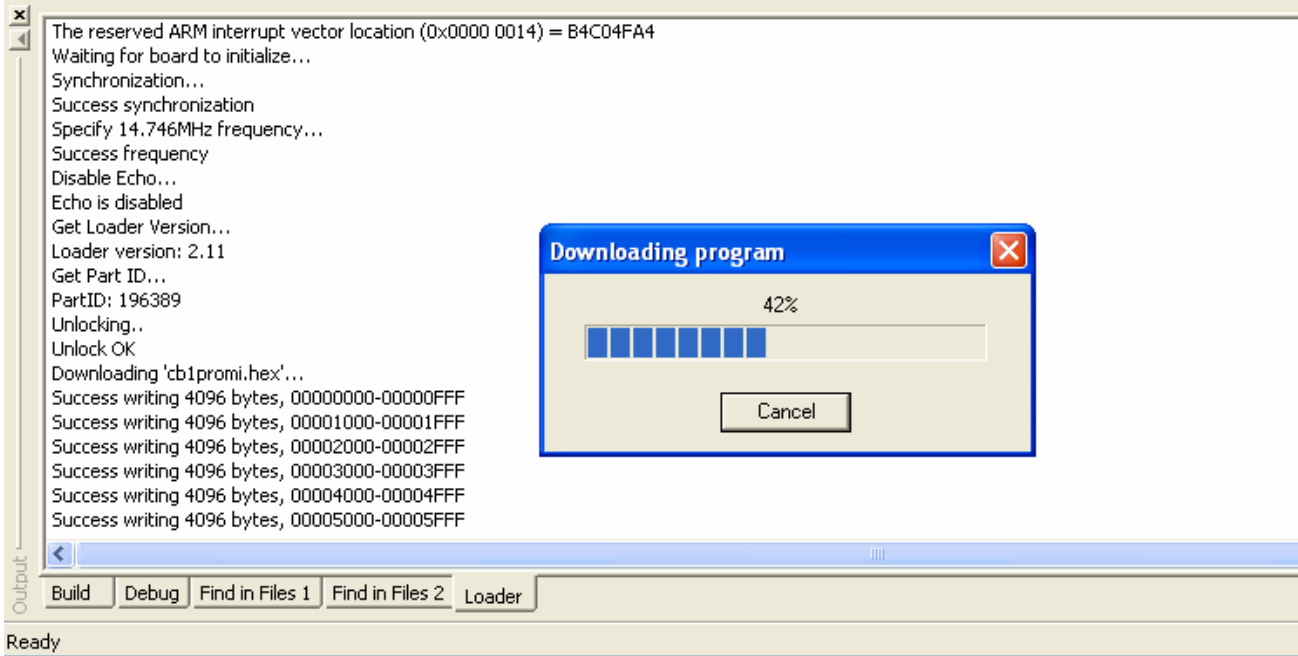 The reserved ARM interrupt vector location (0x0000 0014) = B4C04FA4
Waiting for board to initialize...
Synchronization...
Success synchronization
Specify 14.746MHz frequency...
Success frequency
Disable Echo...
Echo is disabled
Get Loader Version...
Loader version: 2.11
Get Part ID...
PartID: 196389
Unlocking..
Unlock OK
Downloading 'cb1promi.hex'...
Success writing 4096 bytes, 00000000-00000FFF
Success writing 4096 bytes, 00001000-00001FFF
Success writing 4096 bytes, 00002000-00002FFF
Success writing 4096 bytes, 00003000-00003FFF
Success writing 4096 bytes, 00004000-00004FFF
Success writing 4096 bytes, 00005000-00005FFF
Downloading program
42%
Cancel
Output
Build Debug Find in Files 1 Find in Files 2 Loader
Ready